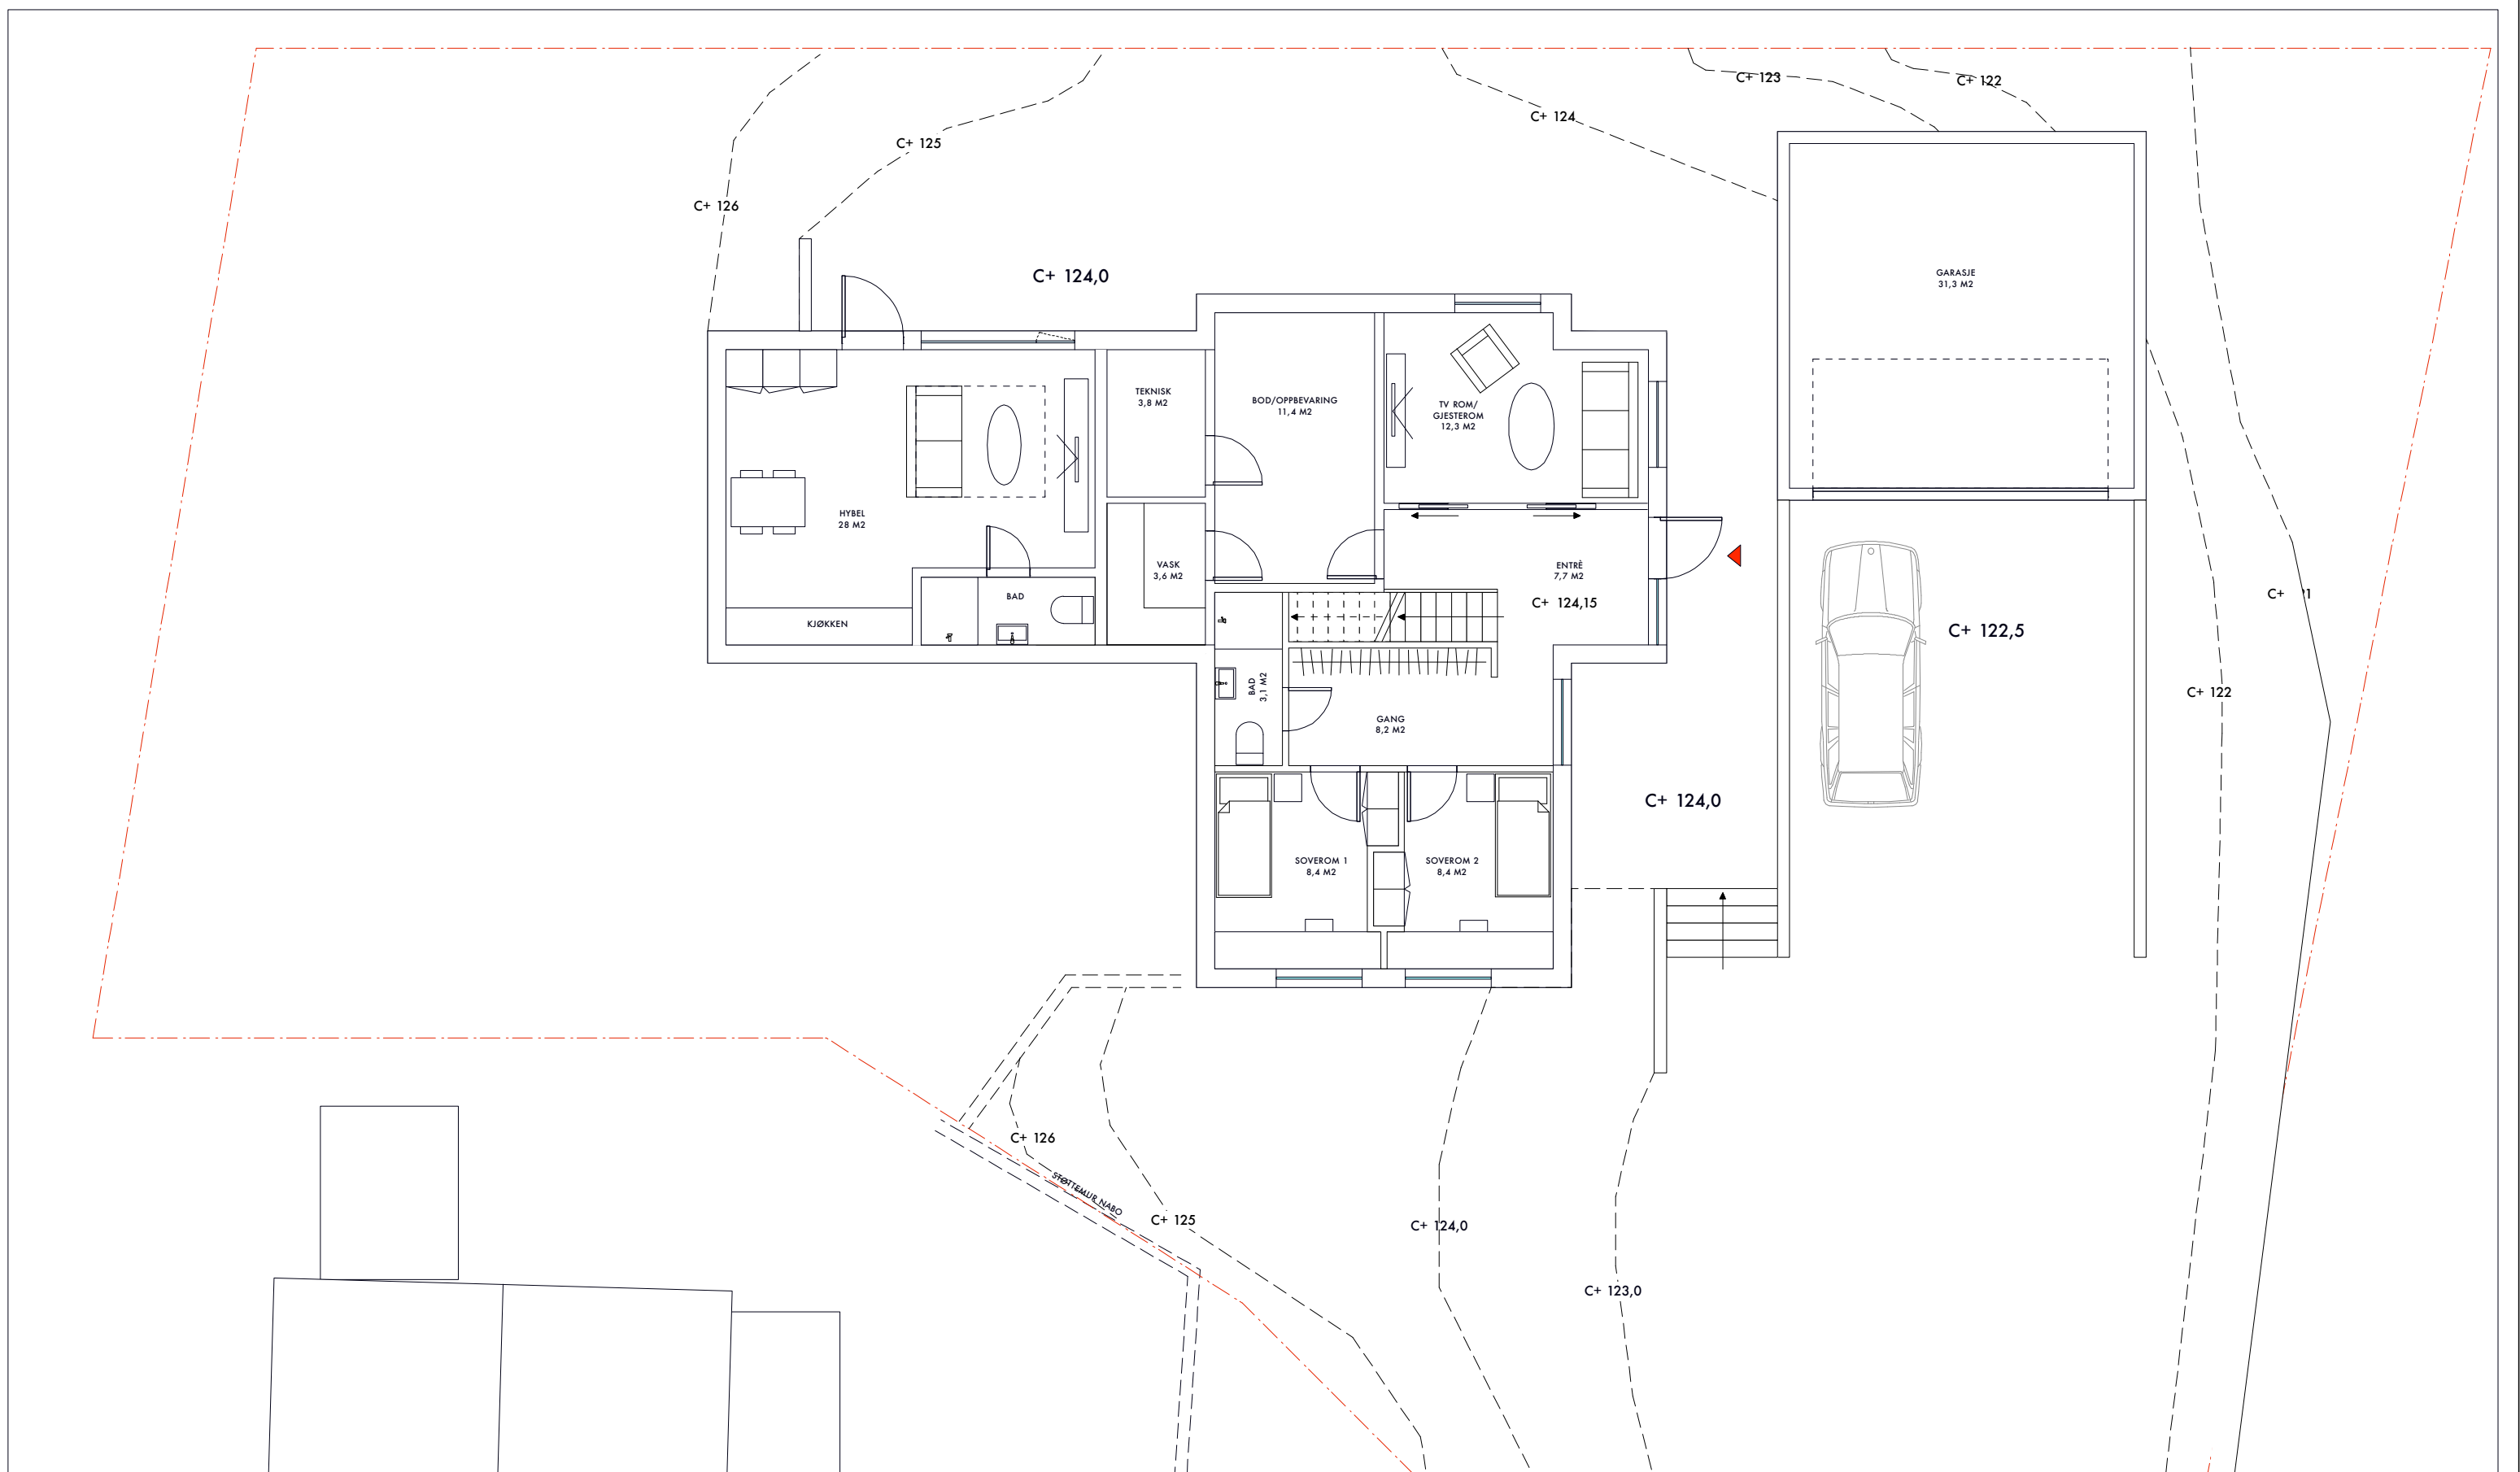 C+ 123
C+ 122
C+ 124
C+ 125
C+ 126
C+ 124,0
GARASJE
31,3 M2
TEKNISK
3,8 M2
BOD/OPPBEVARING
11,4 M2
TV ROM/
GJESTEROM
12,3 M2
HYBEL
28 M2
VASK
3,6 M2
ENTRÈ
7,7 M2
BAD
C+ 124,15
KJØKKEN
C+ 122,5
C+
C+ 122
BAD
3,1 M2
GANG
8,2 M2
C+ 124,0
SOVEROM 1
8,4 M2
SOVEROM 2
8,4 M2
C+ 126
STØTTEMUR NABO
C+ 125
C+ 124,0
C+ 123,0